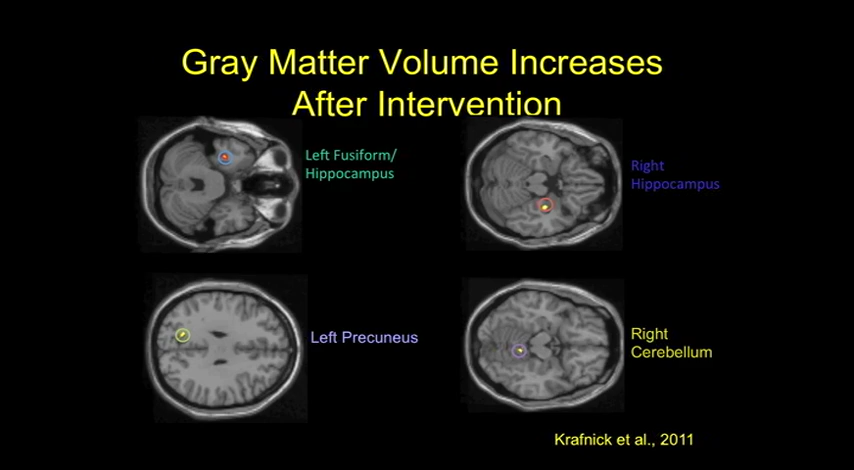 Gray Matter Volume Increases
After Intervention
Left Fusiform/
Hippocampus
Right
Hippocampus
Left Precuneus
Right
Cerebellum
Krafnick et al., 2011